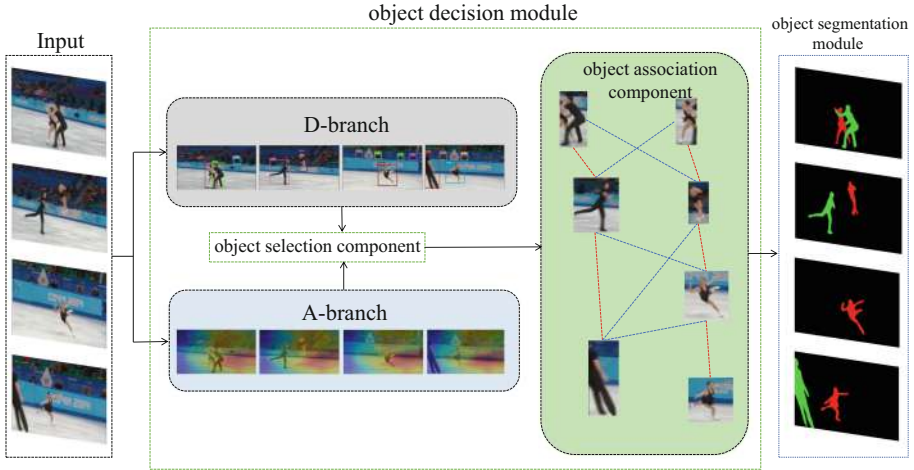 object decision module
Input
object segmentation
module
object association
component
D-branch
object selection component
A-branch